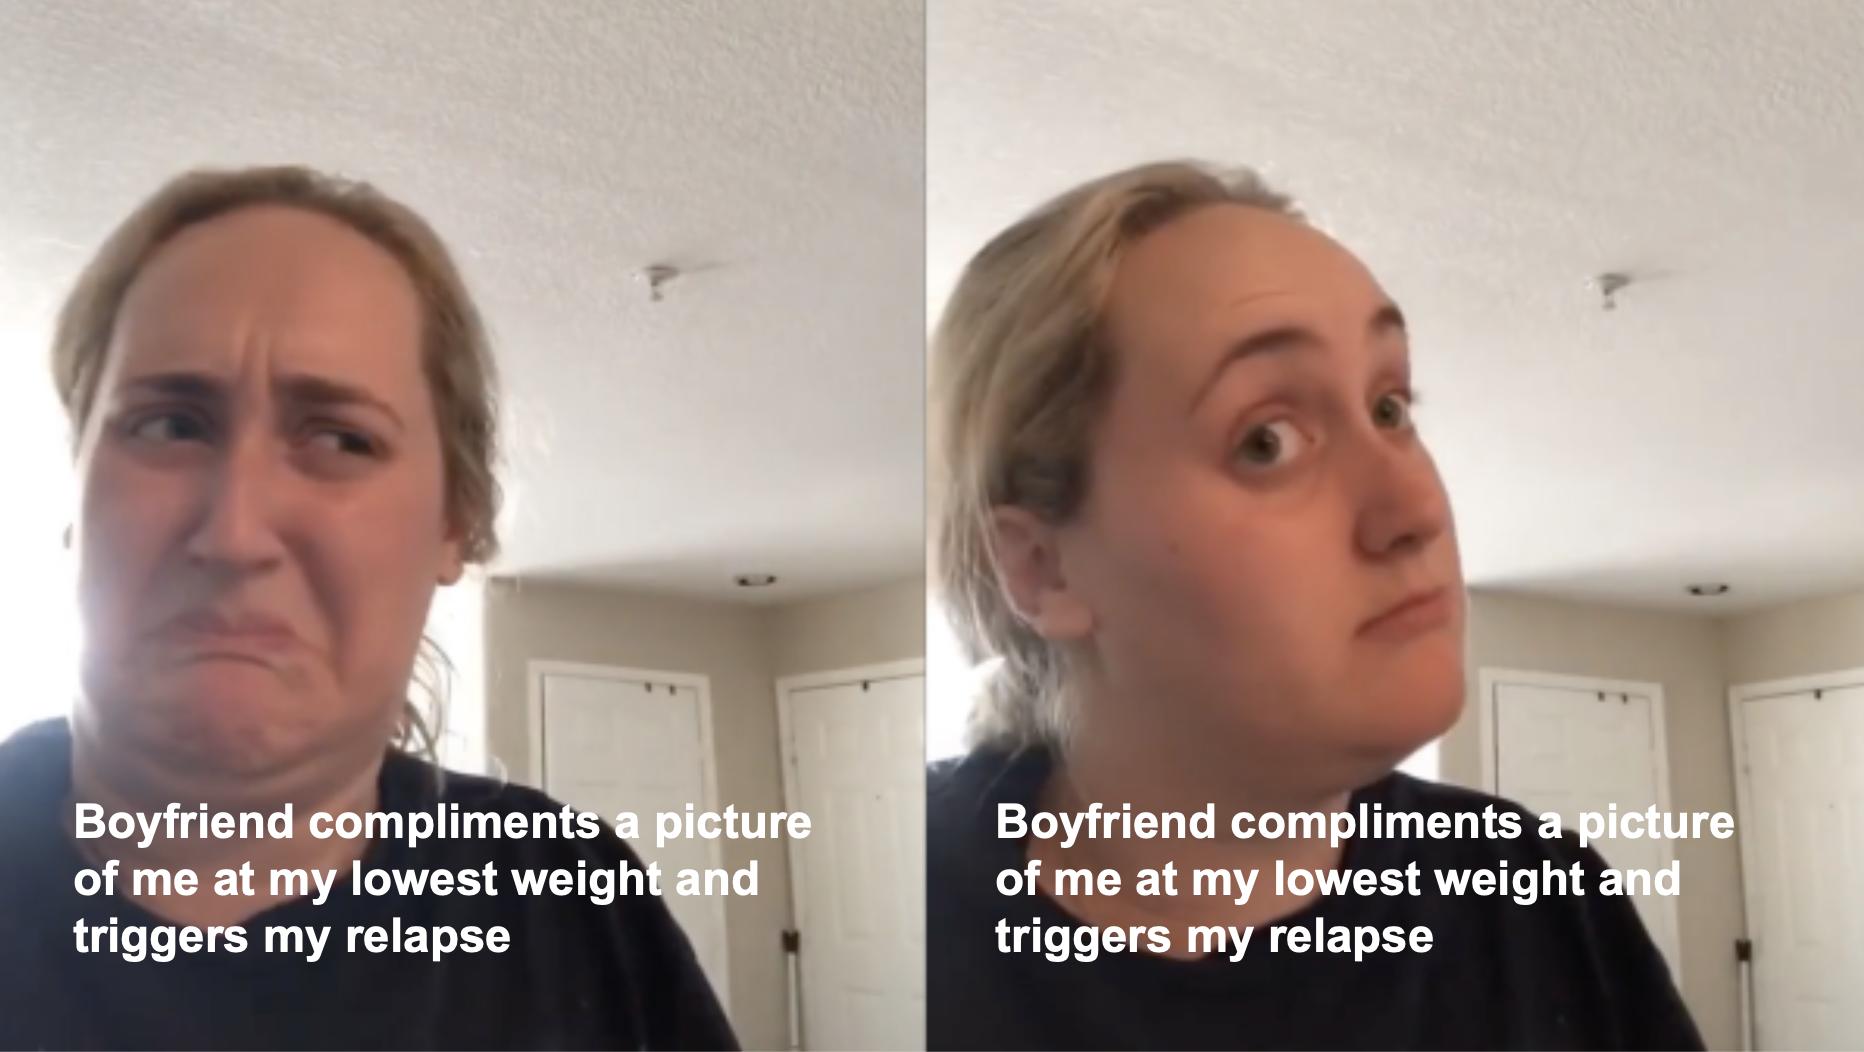 Boyfriend compliments a picture
of me at my lowest weight and
triggers my relapse
Boyfriend compliments a picture
of me at my lowest weight and
triggers my relapse